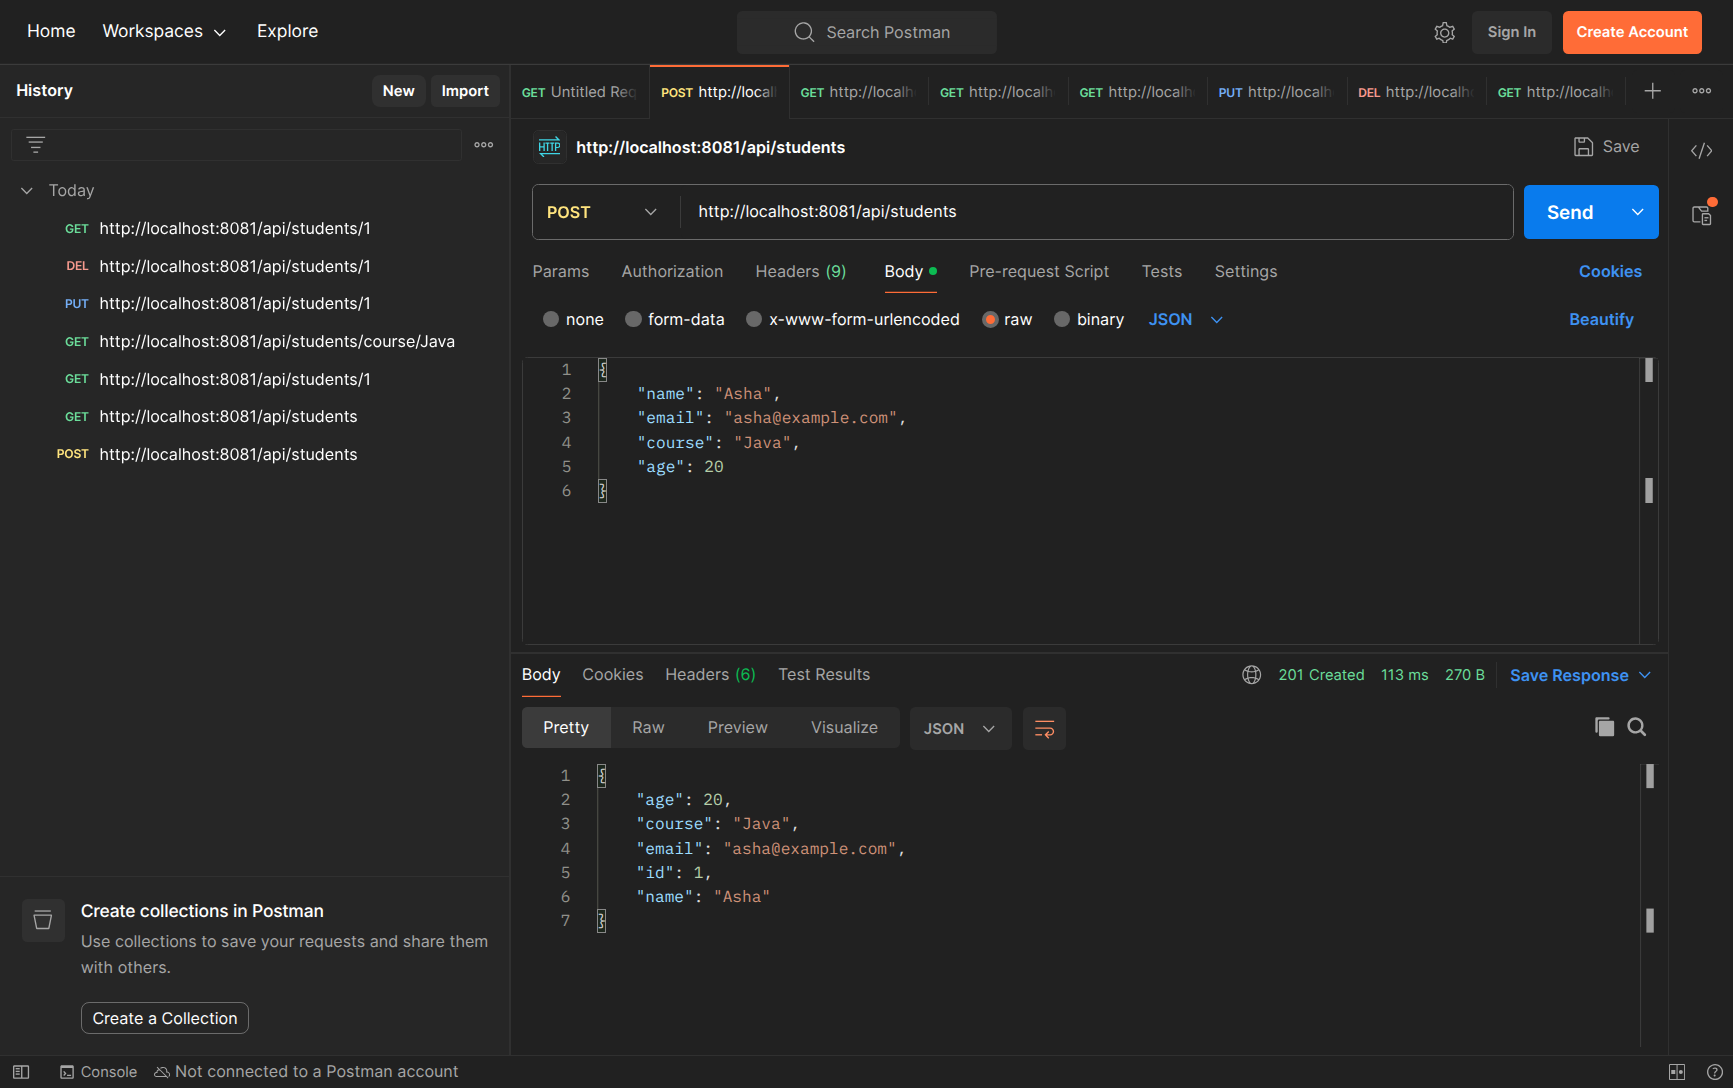 Home Workspaces Explore Search Postman Sign In Create Account
History New Import
GET Untitled Req POST http://local GET http://localh GET http://localh GET http://localh PUT http://localh DEL http://localh GET http://localh
HTTP http://localhost:8081/api/students Save
Today
GET http://localhost:8081/api/students/1
DEL http://localhost:8081/api/students/1
PUT http://localhost:8081/api/students/1
GET http://localhost:8081/api/students/course/Java
GET http://localhost:8081/api/students/1
GET http://localhost:8081/api/students
POST http://localhost:8081/api/students
POST http://localhost:8081/api/students Send
Params Authorization Headers (9) Body Pre-request Script Tests Settings Cookies
none form-data x-www-form-urlencoded raw binary JSON Beautify
1 {
2 "name": "Asha",
3 "email": "asha@example.com",
4 "course": "Java",
5 "age": 20
6 }
Body Cookies Headers (6) Test Results 201 Created 113 ms 270 B Save Response
Pretty Raw Preview Visualize JSON
1 {
2 "age": 20,
3 "course": "Java",
4 "email": "asha@example.com",
5 "id": 1,
6 "name": "Asha"
7 }
Create collections in Postman
Use collections to save your requests and share them
with others.
Create a Collection
Console Not connected to a Postman account